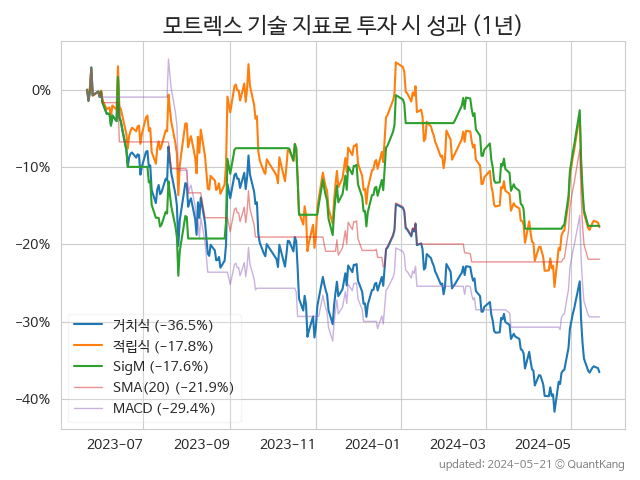 모트렉스 기술 지표로 투자 시 성과 (1년)
0%
−10%
−20%
−30%
−40%
거치식 (−36.5%)
적립식 (−17.8%)
SigM (−17.6%)
SMA(20) (−21.9%)
MACD (−29.4%)
2023−07
2023−09
2023−11
2024−01
2024−03
2024−05
updated: 2024−05−21 © QuantKang